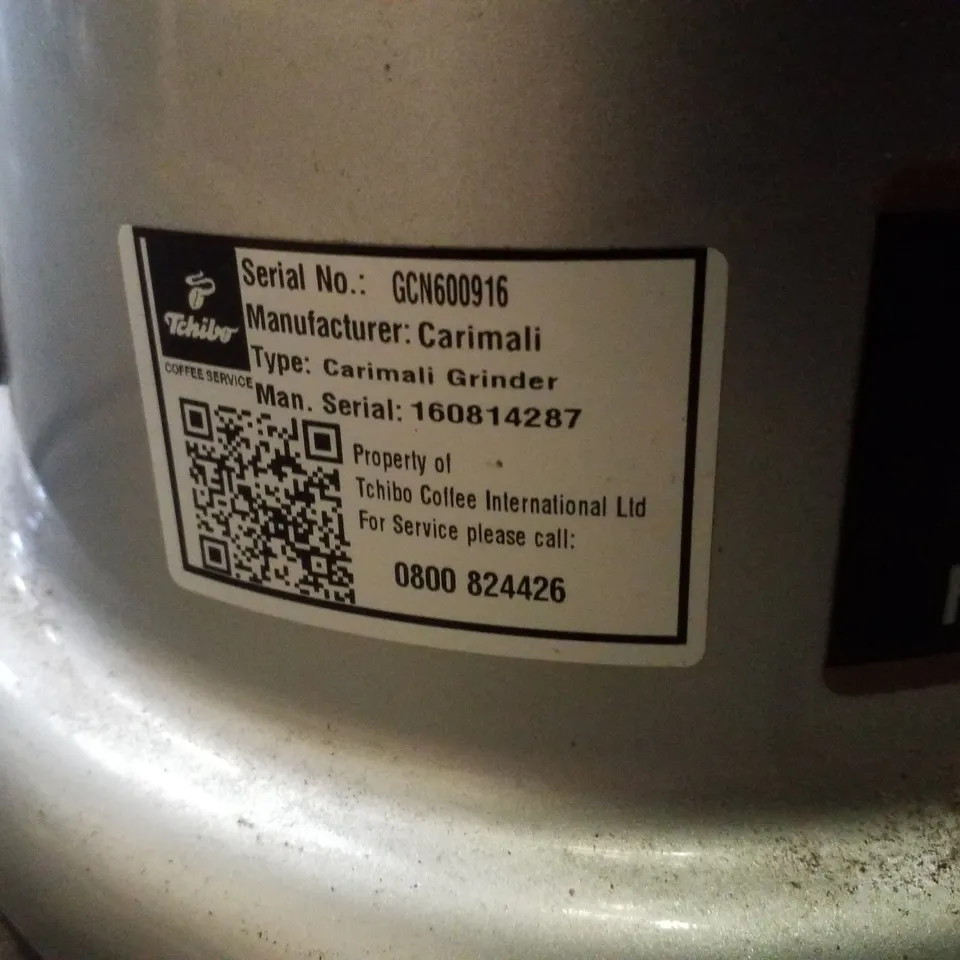 Tchibo
COFFEE SERVICE
Serial No.: GCN600916
Manufacturer: Carimali
Type: Carimali Grinder
Man. Serial: 160814287
Property of
Tchibo Coffee International Ltd
For Service please call:
0800 824426